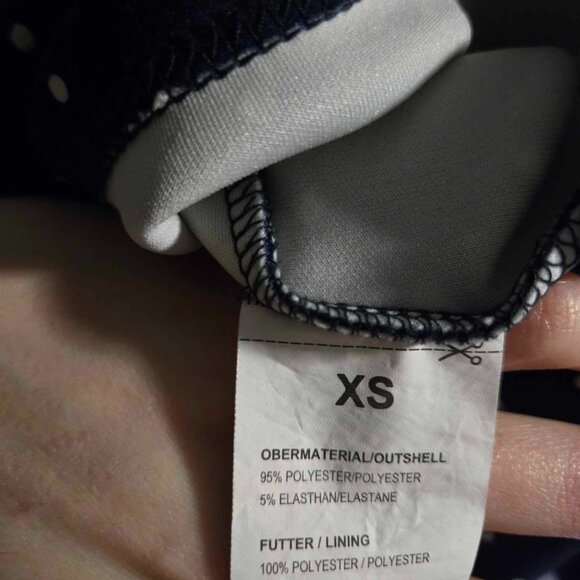 XS
OBERMATERIAL/OUTSHELL
95% POLYESTER/POLYESTER
5% ELASTHAN/ELASTANE
FUTTER / LINING
100% POLYESTER / POLYESTER